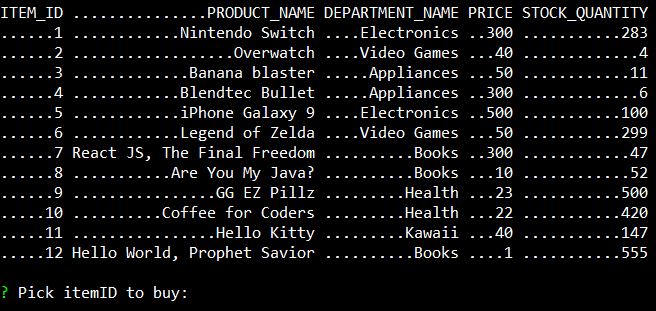 ITEM_ID ...............PRODUCT_NAME DEPARTMENT_NAME PRICE STOCK_QUANTITY
......1 ............Nintendo Switch ....Electronics ..300 ...........283
......2 ..................Overwatch ....Video Games ...40 .............4
......3 .............Banana blaster .....Appliances ...50 ............11
......4 ............Blendtec Bullet .....Appliances ..300 .............6
......5 ............iPhone Galaxy 9 ....Electronics ..500 ...........100
......6 ............Legend of Zelda ....Video Games ...50 ...........299
......7 React JS, The Final Freedom ..........Books ..300 ............47
......8 ...........Are You My Java? ..........Books ...10 ............52
......9 ................GG EZ Pillz .........Health ...23 ...........500
.....10 ..........Coffee for Coders .........Health ...22 ...........420
.....11 ................Hello Kitty .........Kawaii ...40 ...........147
.....12 Hello World, Prophet Savior ..........Books ....1 ...........555
? Pick itemID to buy: